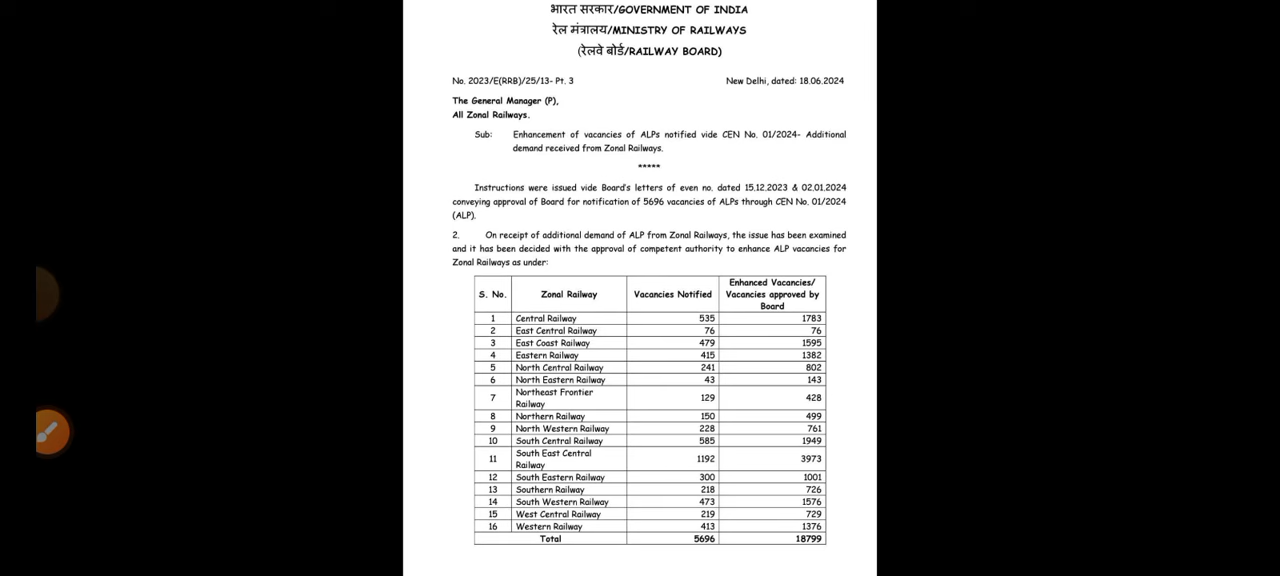 भारत सरकार/GOVERNMENT OF INDIA
रेल मंत्रालय/MINISTRY OF RAILWAYS
(रेलवे बोर्ड/RAILWAY BOARD)
No. 2023/E(RRB)/25/13- Pt. 3 New Delhi, dated: 18.06.2024
The General Manager (P),
All Zonal Railways.
Sub: Enhancement of vacancies of ALPs notified vide CEN No. 01/2024- Additional
demand received from Zonal Railways.
*****
Instructions were issued vide Board's letters of even no. dated 15.12.2023 & 02.01.2024
conveying approval of Board for notification of 5696 vacancies of ALPs through CEN No. 01/2024
(ALP).
2. On receipt of additional demand of ALP from Zonal Railways, the issue has been examined
and it has been decided with the approval of competent authority to enhance ALP vacancies for
Zonal Railways as under:
S. No. Zonal Railway Vacancies Notified Enhanced Vacancies/
Vacancies approved by
Board
1 Central Railway 535 1783
2 East Central Railway 76 76
3 East Coast Railway 479 1595
4 Eastern Railway 415 1382
5 North Central Railway 241 802
6 North Eastern Railway 43 143
7 Northeast Frontier
Railway 129 428
8 Northern Railway 150 499
9 North Western Railway 228 761
10 South Central Railway 585 1949
11 South East Central
Railway 1192 3973
12 South Eastern Railway 300 1001
13 Southern Railway 218 726
14 South Western Railway 473 1576
15 West Central Railway 219 729
16 Western Railway 413 1376
Total 5696 18799